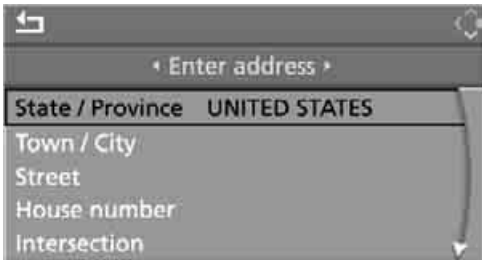 Enter address
State / Province UNITED STATES
Town / City
Street
House number
Intersection